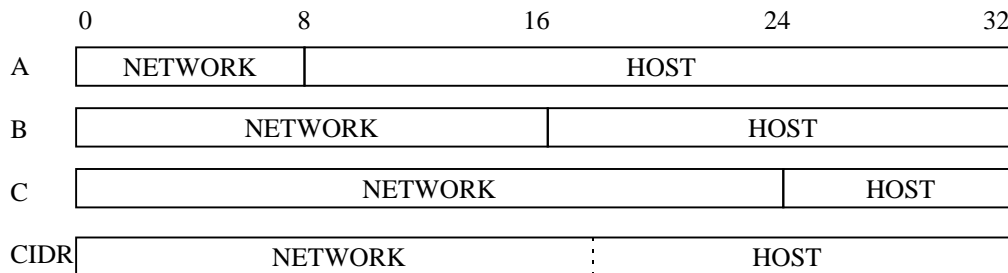 0 8 16 24 32
A NETWORK HOST
B NETWORK HOST
C NETWORK HOST
CIDR NETWORK HOST